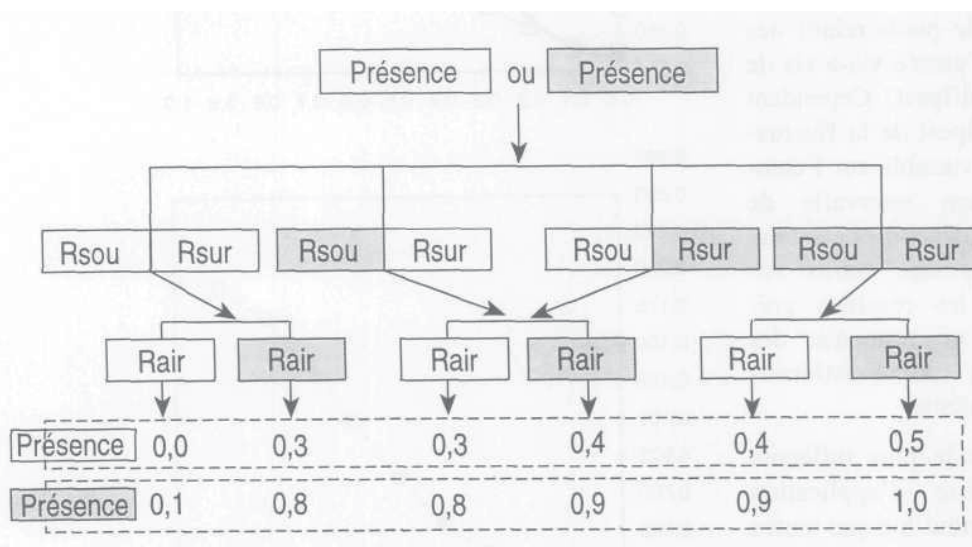 Présence ou Présence
Rsou Rsur Rsou Rsur Rsou Rsur Rsou Rsur
Rair Rair Rair Rair Rair Rair
Présence 0,0 0,3 0,3 0,4 0,4 0,5
Présence 0,1 0,8 0,8 0,9 0,9 1,0